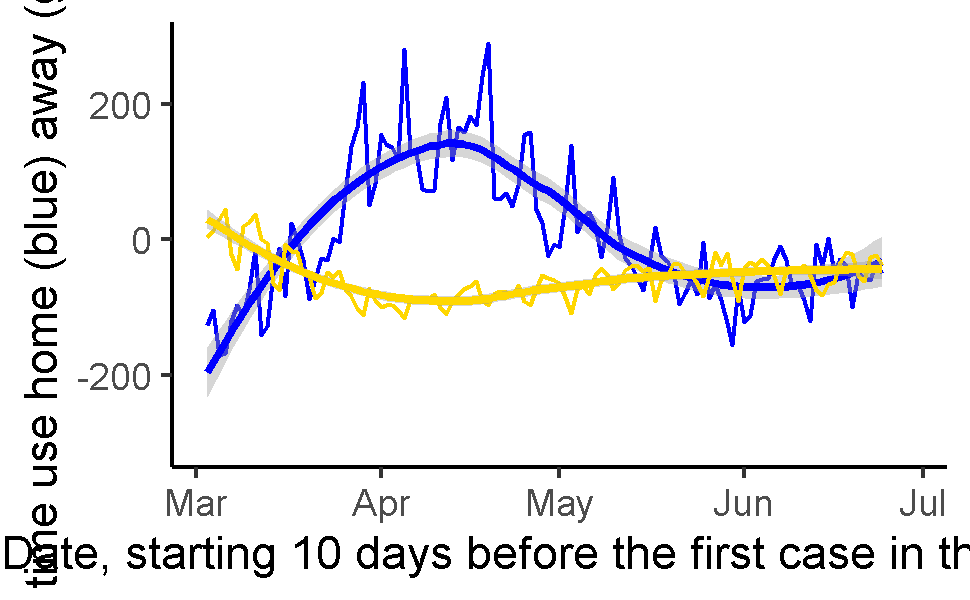 time use home (blue) away (
200
0
-200
Mar Apr May Jun Jul
Date, starting 10 days before the first case in th